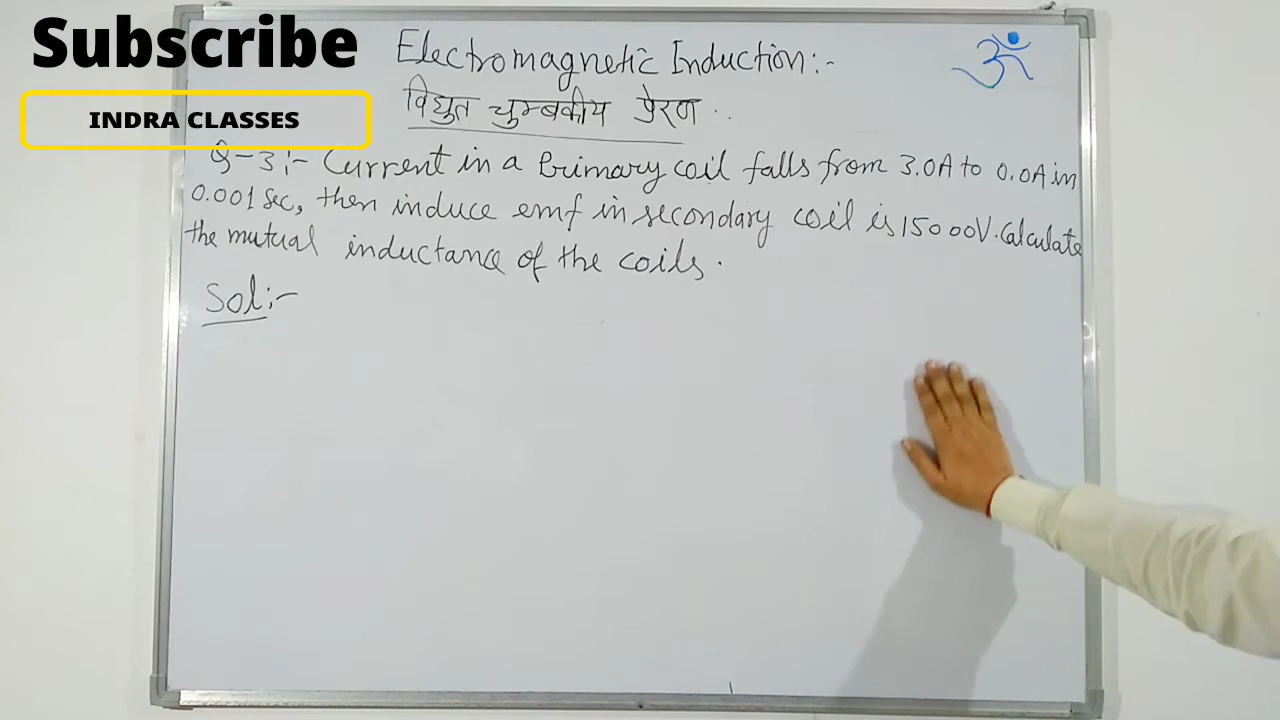 Subscribe
INDRA CLASSES
Electromagnetic Induction:-
ॐ
विद्युत चुम्बकीय प्रेरण
Q-3:- Current in a Primary coil falls from 3.0A to 0.0A in
0.001 Sec, then induce emf in secondary coil is 15000V. Calculate
the mutual inductance of the coils.
Sol:-